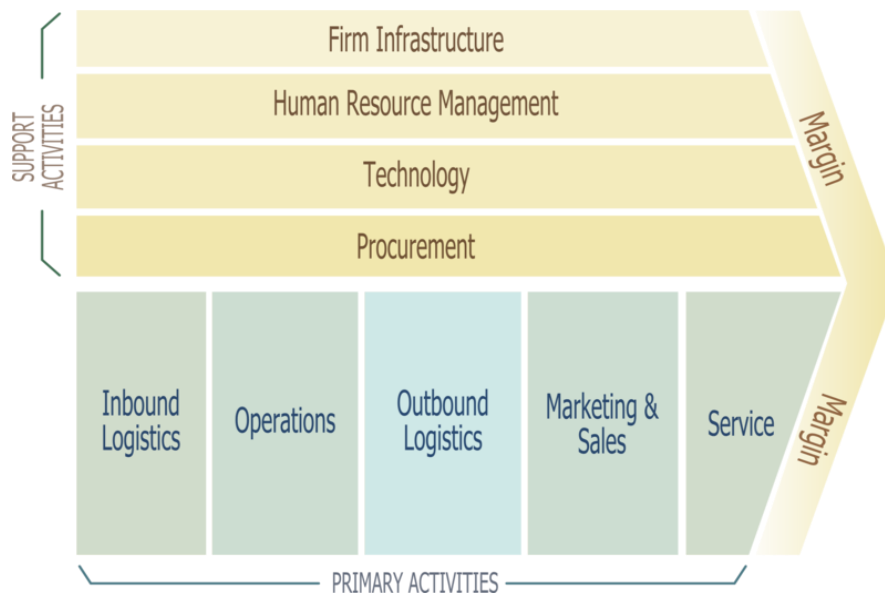 Firm Infrastructure
Human Resource Management
Technology
Procurement
SUPPORT
ACTIVITIES
Margin
Inbound
Logistics
Operations
Outbound
Logistics
Marketing &
Sales
Service
Margin
PRIMARY ACTIVITIES